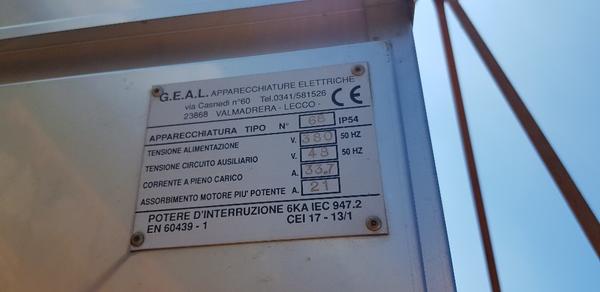 G.E.A.L. APPARECCHIATURE ELETTRICHE
via Casnedi n°60 Tel.0341/581526
23868 VALMADRERA - LECCO - CE
APPARECCHIATURA TIPO N° 68 IP54
TENSIONE ALIMENTAZIONE V. 380 50 HZ
TENSIONE CIRCUITO AUSILIARIO V. 48 50 HZ
CORRENTE A PIENO CARICO A. 33.7
ASSORBIMENTO MOTORE PIU' POTENTE A. 21
POTERE D'INTERRUZIONE 6KA IEC 947.2
EN 60439 - 1 CEI 17 - 13/1